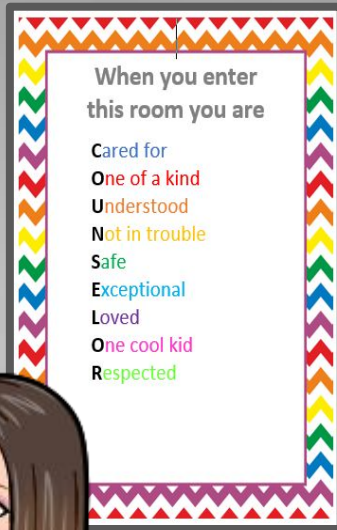 When you enter
this room you are
Cared for
One of a kind
Understood
Not in trouble
Safe
Exceptional
Loved
One cool kid
Respected